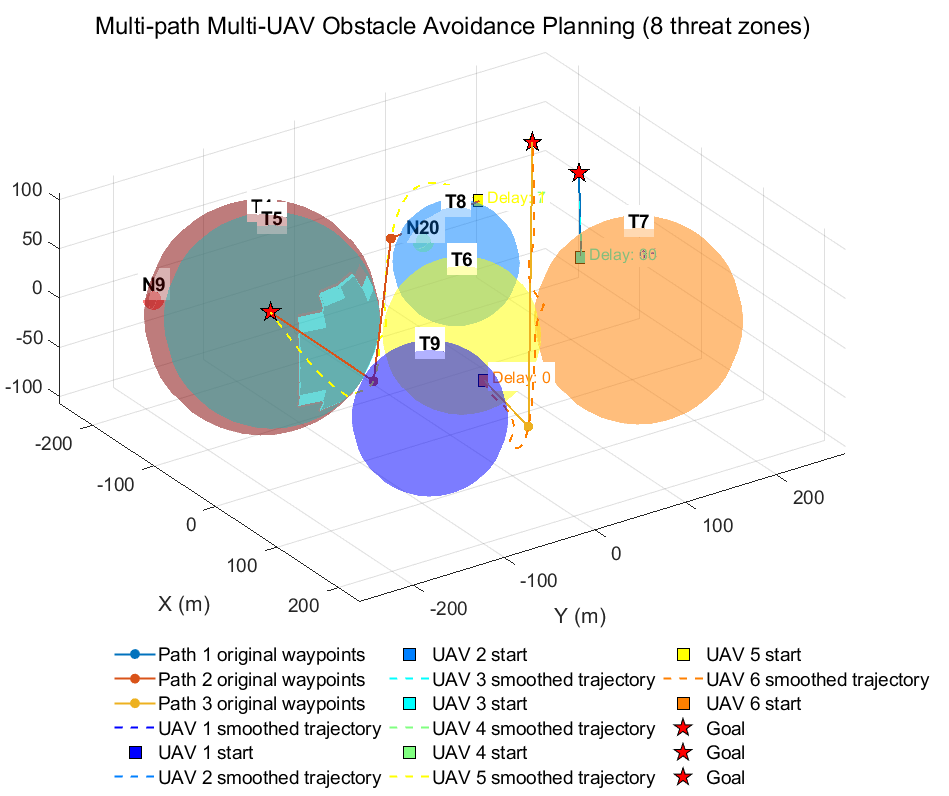 Multi-path Multi-UAV Obstacle Avoidance Planning (8 threat zones)
100
50
0
-50
-100
T5
N9
T8
N20
T6
T9
T7
Delay: 0
-200
-100
0
100
200
X (m)
-200
-100
0
100
200
Y (m)
Path 1 original waypoints
Path 2 original waypoints
Path 3 original waypoints
UAV 1 smoothed trajectory
UAV 1 start
UAV 2 smoothed trajectory
UAV 2 start
UAV 3 smoothed trajectory
UAV 3 start
UAV 4 smoothed trajectory
UAV 4 start
UAV 5 smoothed trajectory
UAV 5 start
UAV 6 smoothed trajectory
UAV 6 start
Goal
Goal
Goal